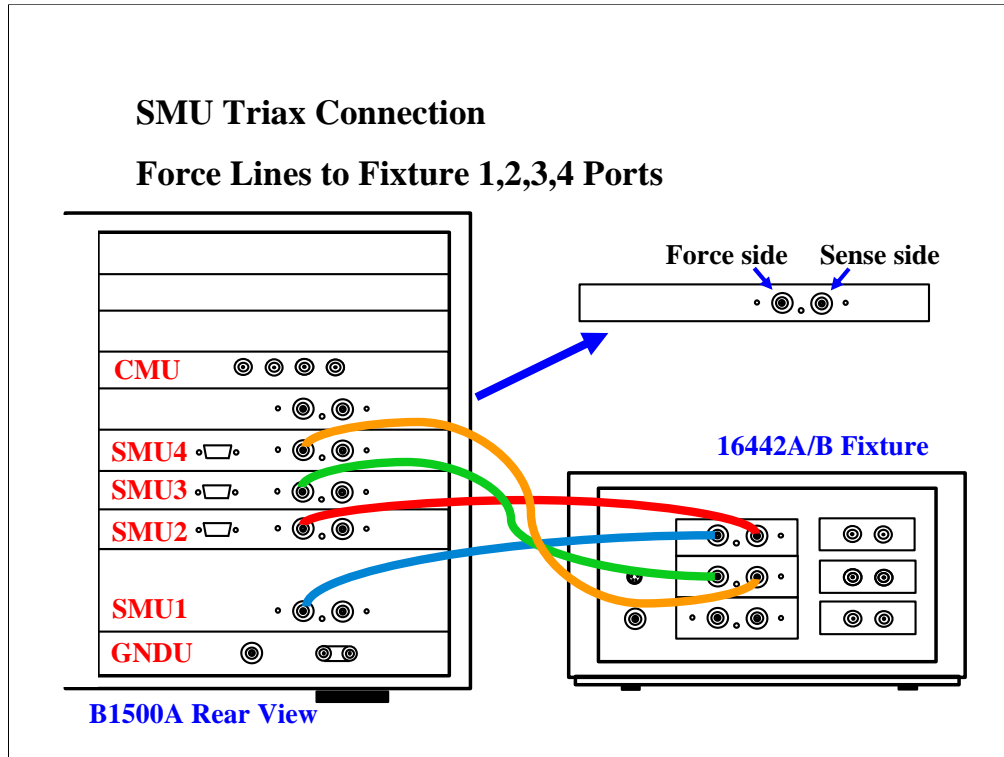 SMU Triax Connection
Force Lines to Fixture 1,2,3,4 Ports
Force side
Sense side
CMU
SMU4
SMU3
SMU2
SMU1
GNDU
16442A/B Fixture
B1500A Rear View